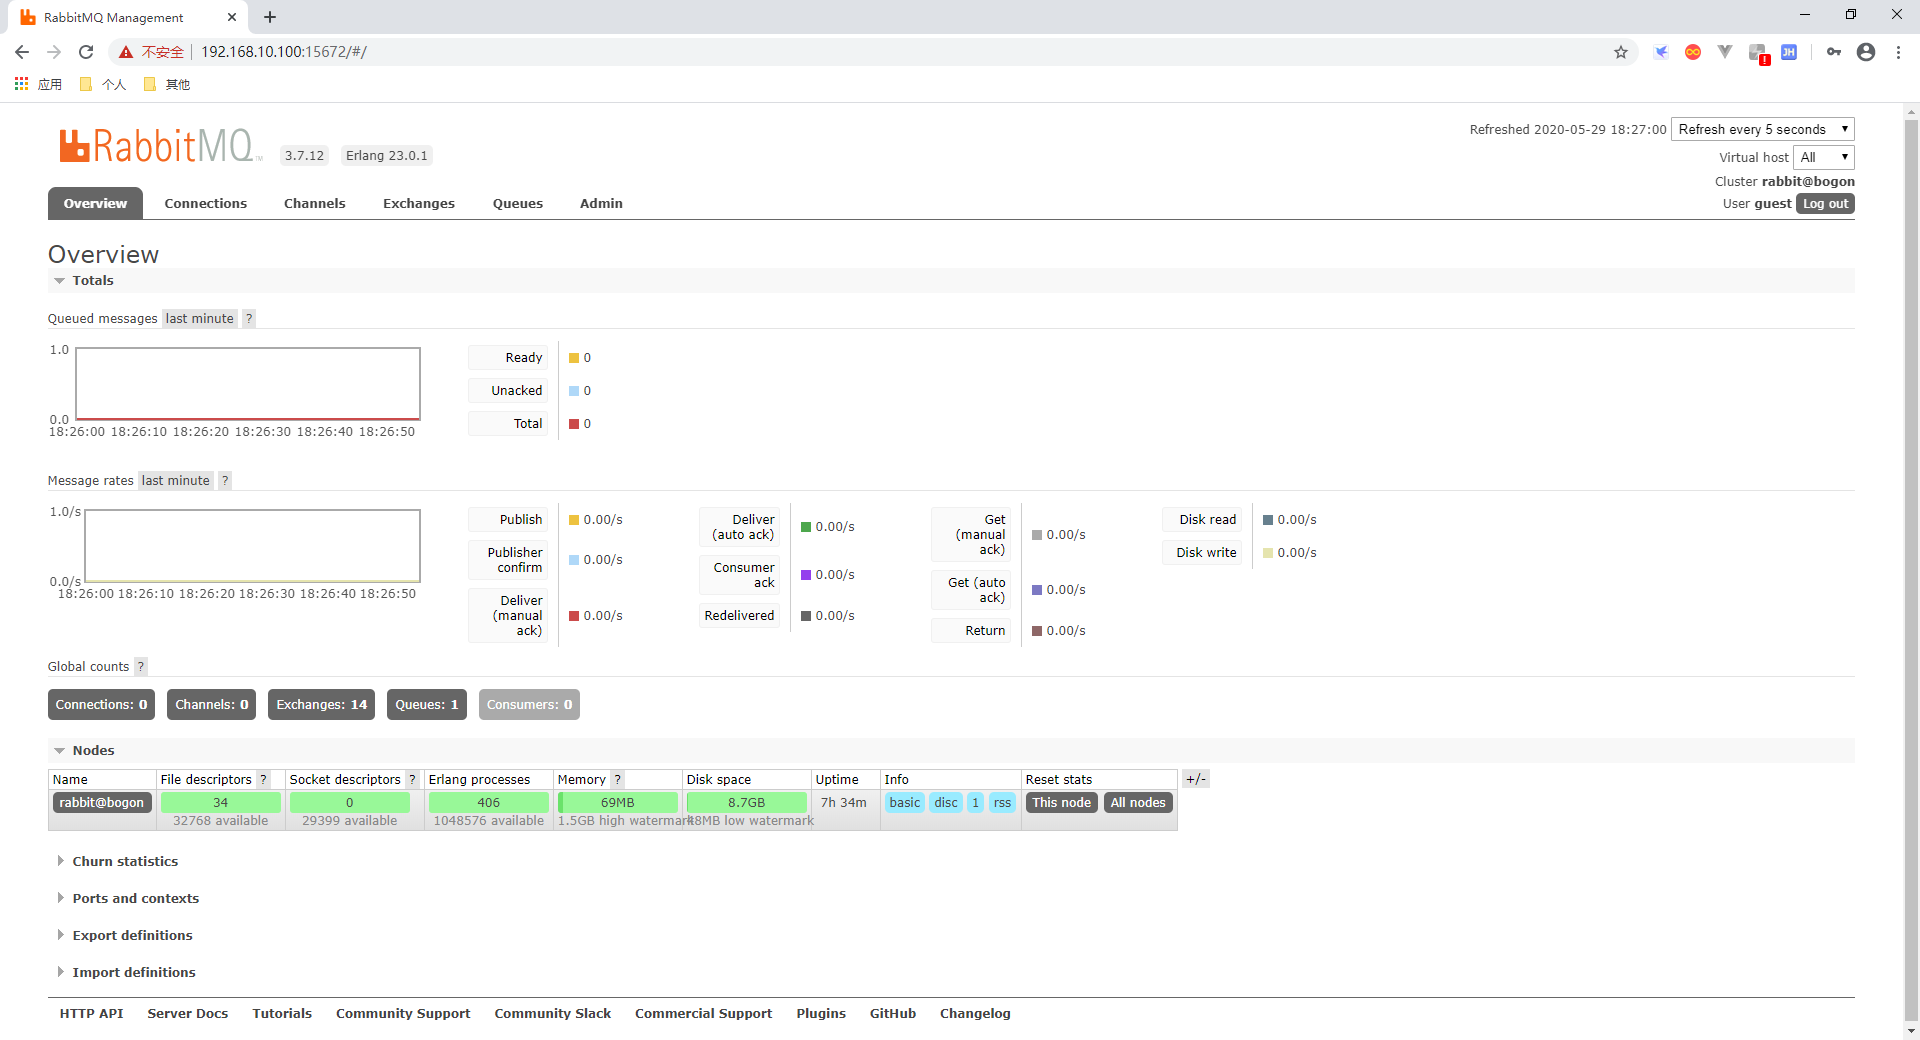 RabbitMQ Management
不安全 192.168.10.100:15672/#/
JH
应用 个人 其他
RabbitMQ TM 3.7.12 Erlang 23.0.1
Refreshed 2020-05-29 18:27:00 Refresh every 5 seconds
Virtual host All
Cluster rabbit@bogon
User guest Log out
Overview Connections Channels Exchanges Queues Admin
Overview
Totals
Queued messages last minute ?
1.0
0.0
18:26:00 18:26:10 18:26:20 18:26:30 18:26:40 18:26:50
Ready 0
Unacked 0
Total 0
Message rates last minute ?
1.0/s
0.0/s
18:26:00 18:26:10 18:26:20 18:26:30 18:26:40 18:26:50
Publish 0.00/s
Publisher
confirm 0.00/s
Deliver
(manual
ack) 0.00/s
Deliver
(auto ack) 0.00/s
Consumer
ack 0.00/s
Redelivered 0.00/s
Get
(manual
ack) 0.00/s
Get (auto
ack) 0.00/s
Return 0.00/s
Disk read 0.00/s
Disk write 0.00/s
Global counts ?
Connections: 0 Channels: 0 Exchanges: 14 Queues: 1 Consumers: 0
Nodes
Name File descriptors ? Socket descriptors ? Erlang processes Memory ? Disk space Uptime Info Reset stats +/-
rabbit@bogon 34 0 406 69MB 8.7GB 7h 34m basic disc 1 rss This node All nodes
32768 available 29399 available 1048576 available 1.5GB high watermark 48MB low watermark
Churn statistics
Ports and contexts
Export definitions
Import definitions
HTTP API Server Docs Tutorials Community Support Community Slack Commercial Support Plugins GitHub Changelog